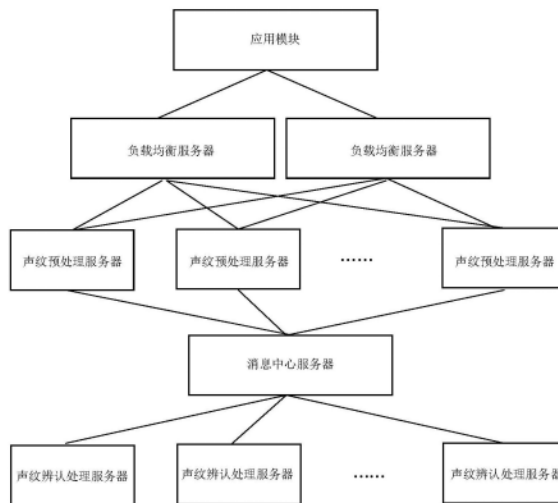 应用模块
负载均衡服务器
负载均衡服务器
声纹预处理服务器
声纹预处理服务器
……
声纹预处理服务器
消息中心服务器
声纹辨认处理服务器
声纹辨认处理服务器
……
声纹辨认处理服务器